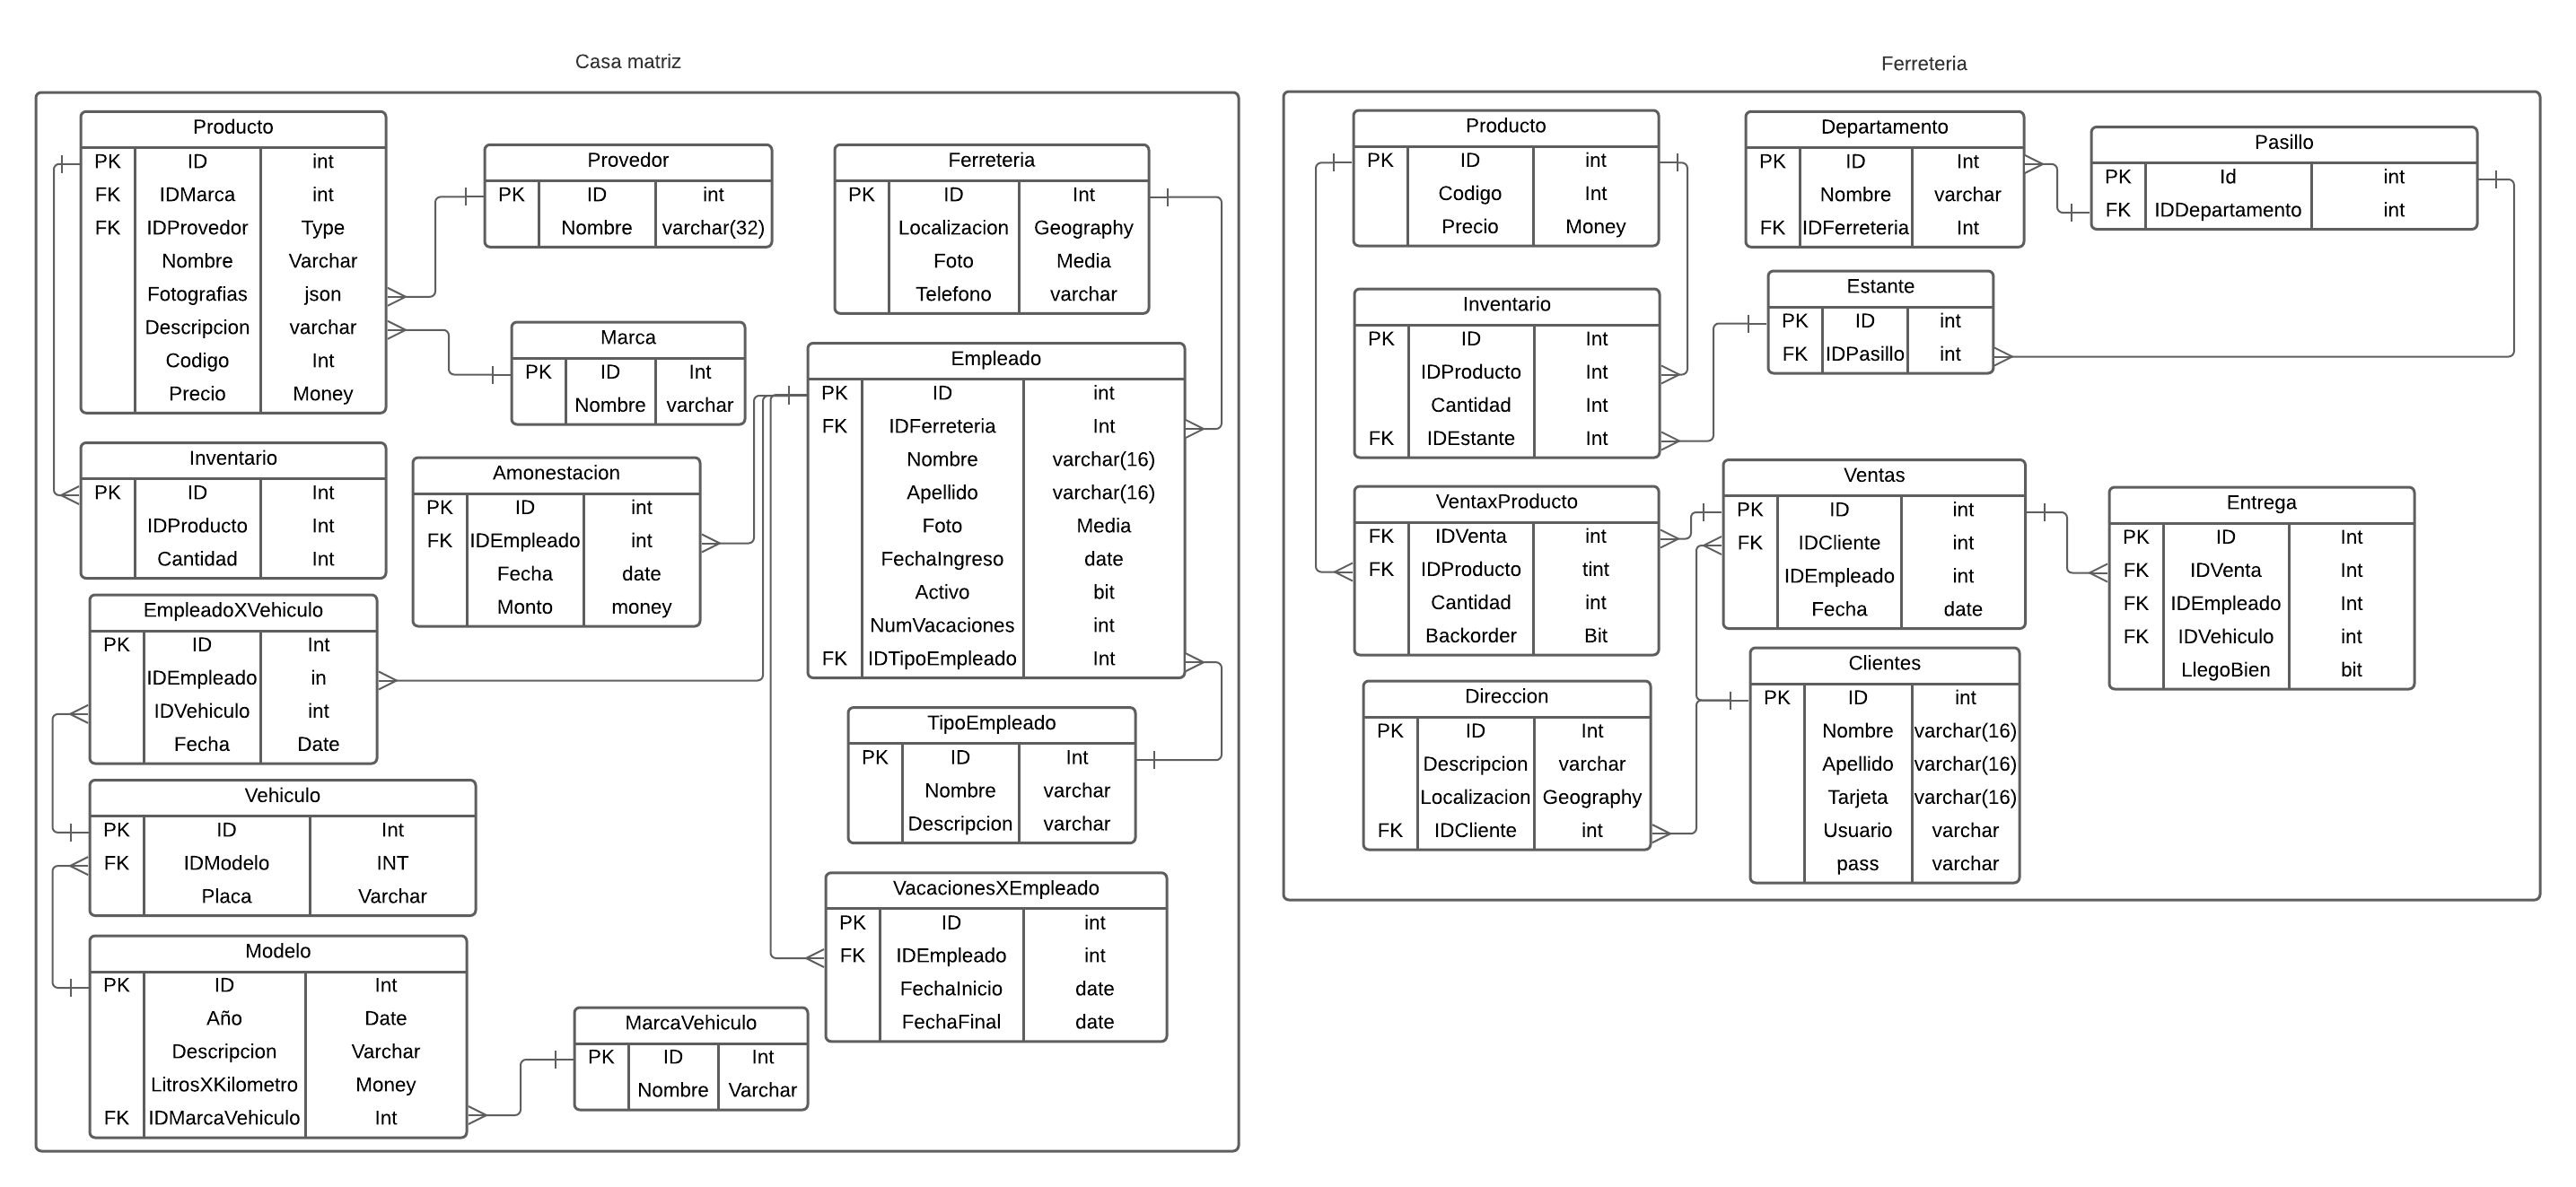 Casa matriz
Producto
PK ID int
FK IDMarca int
FK IDProvedor Type
Nombre Varchar
Fotografias json
Descripcion varchar
Codigo Int
Precio Money
Provedor
PK ID int
Nombre varchar(32)
Ferreteria
PK ID Int
Localizacion Geography
Foto Media
Telefono varchar
Marca
PK ID Int
Nombre varchar
Empleado
PK ID int
FK IDFerreteria Int
Nombre varchar(16)
Apellido varchar(16)
Foto Media
FechaIngreso date
Activo bit
NumVacaciones int
FK IDTipoEmpleado Int
Inventario
PK ID Int
IDProducto Int
Cantidad Int
Amonestacion
PK ID int
FK IDEmpleado int
Fecha date
Monto money
EmpleadoXVehiculo
PK ID Int
IDEmpleado in
IDVehiculo int
Fecha Date
TipoEmpleado
PK ID Int
Nombre varchar
Descripcion varchar
Vehiculo
PK ID Int
FK IDModelo INT
Placa Varchar
VacacionesXEmpleado
PK ID int
FK IDEmpleado int
FechaInicio date
FechaFinal date
Modelo
PK ID Int
Año Date
Descripcion Varchar
LitrosXKilometro Money
FK IDMarcaVehiculo Int
MarcaVehiculo
PK ID Int
Nombre Varchar
Ferreteria
Producto
PK ID int
Codigo Int
Precio Money
Departamento
PK ID Int
Nombre varchar
FK IDFerreteria Int
Pasillo
PK Id int
FK IDDepartamento int
Inventario
PK ID Int
IDProducto Int
Cantidad Int
FK IDEstante Int
Estante
PK ID int
FK IDPasillo int
VentaxProducto
FK IDVenta int
FK IDProducto tint
Cantidad int
Backorder Bit
Ventas
PK ID int
FK IDCliente int
IDEmpleado int
Fecha date
Entrega
PK ID Int
FK IDVenta Int
FK IDEmpleado Int
FK IDVehiculo int
LlegoBien bit
Direccion
PK ID Int
Descripcion varchar
Localizacion Geography
FK IDCliente int
Clientes
PK ID int
Nombre varchar(16)
Apellido varchar(16)
Tarjeta varchar(16)
Usuario varchar
pass varchar